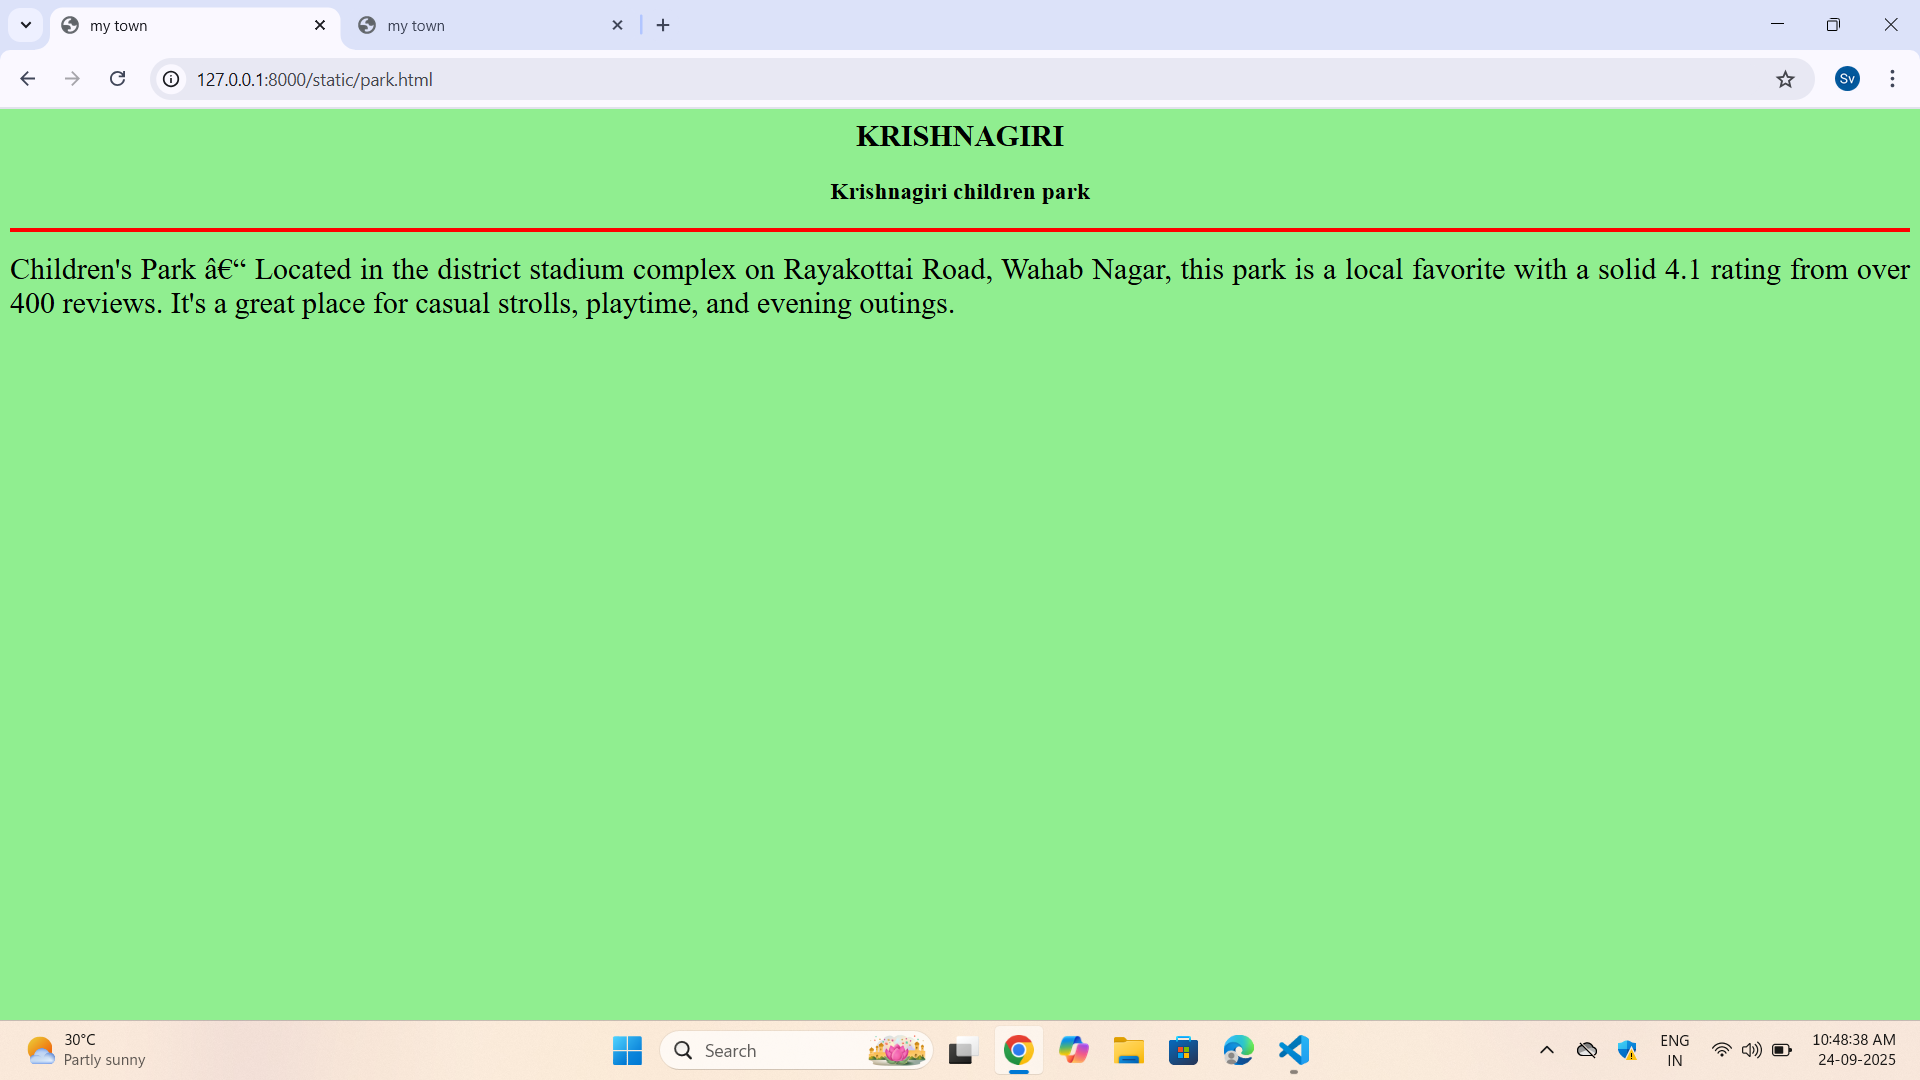 my town
my town
127.0.0.1:8000/static/park.html
Sv
KRISHNAGIRI
Krishnagiri children park
Children's Park â€“ Located in the district stadium complex on Rayakottai Road, Wahab Nagar, this park is a local favorite with a solid 4.1 rating from over
400 reviews. It's a great place for casual strolls, playtime, and evening outings.
30°C
Partly sunny
Search
ENG
IN
10:48:38 AM
24-09-2025